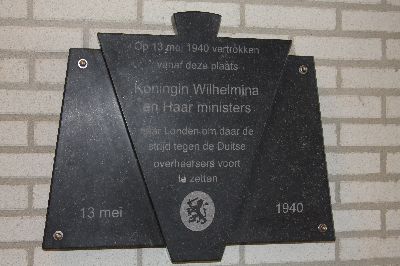 Op 13 mei 1940 vertrokken
vanaf deze plaats
Koningin Wilhelmina
en Haar ministers
naar Londen om daar de
strijd tegen de Duitse
overheersers voort
te zetten
13 mei
1940